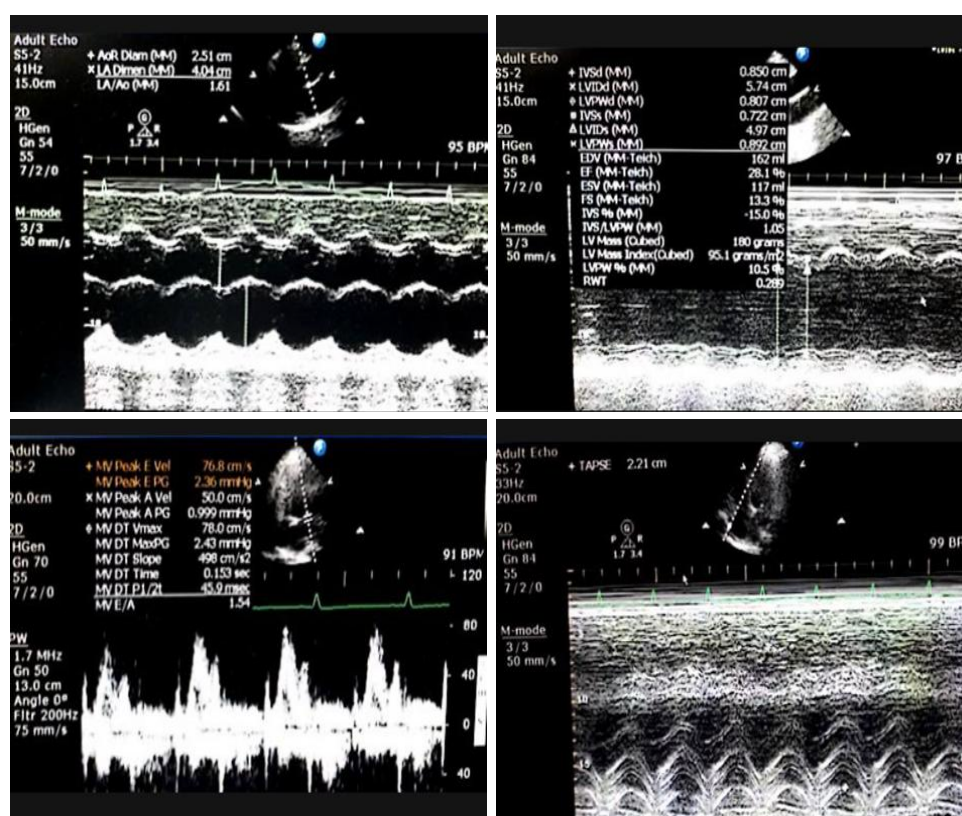 Adult Echo
S5-2
41Hz
15.0cm
2D
HGen
Gn 54
55
7/2/0
M-mode
3/3
50 mm/s
+ AoR Diam (MM) 2.51 cm
× LA Dimen (MM) 4.04 cm
LA/Ao (MM) 1.61
G
P R
1.7 3.4
95 BPM
Adult Echo
S5-2
41Hz
15.0cm
2D
HGen
Gn 84
55
7/2/0
M-mode
3/3
50 mm/s
+ IVSd (MM) 0.850 cm
× LVIDd (MM) 5.74 cm
LVPWd (MM) 0.807 cm
IVSs (MM) 0.722 cm
LVIDs (MM) 4.97 cm
LVPWs (MM) 0.892 cm
EDV (MM-Teich) 162 ml
EF (MM-Teich) 28.1 %
ESV (MM-Teich) 117 ml
FS (MM) 13.3 %
IVS % (MM) -15.0 %
IVS/LVPW (MM) 1.05
LV Mass (Cubed) 180 grams
LV Mass Index(Cubed) 95.1 grams/m2
LVPW % (MM) 10.5 %
RWT 0.289
97 B
Adult Echo
S5-2
20.0cm
2D
HGen
Gn 70
55
7/2/0
PW
1.7 MHz
Gn 50
13.0 cm
Angle 0°
Fltr 200Hz
75 mm/s
+ MV Peak E Vel 76.8 cm/s
MV Peak E PG 2.36 mmHg
× MV Peak A Vel 50.0 cm/s
MV Peak A PG 0.999 mmHg
MV DT Vmax 78.0 cm/s
MV DT MaxPG 2.43 mmHg
MV DT Slope 498 cm/s2
MV DT Time 0.153 sec
MV DT P1/2t 45.9 msec
MV E/A 1.54
91 BPM
120
80
40
0
40
Adult Echo
S5-2
33Hz
20.0cm
2D
HGen
Gn 84
55
7/2/0
M-mode
3/3
50 mm/s
+ TAPSE 2.21 cm
G
P R
1.7 3.4
99 BP